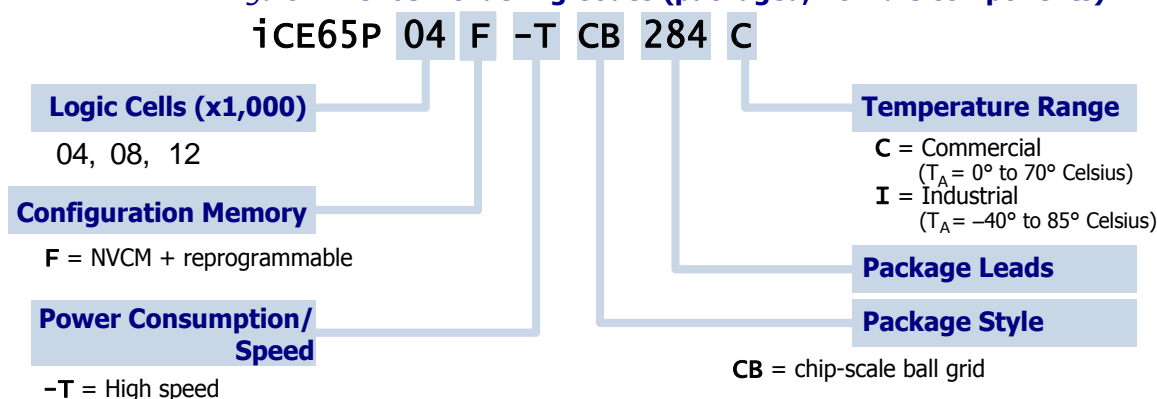 iCE65P 04 F -T CB 284 C
Logic Cells (x1,000)
04, 08, 12
Configuration Memory
F = NVCM + reprogrammable
Power Consumption/
Speed
-T = High speed
Temperature Range
C = Commercial
(TA = 0° to 70° Celsius)
I = Industrial
(TA = –40° to 85° Celsius)
Package Leads
Package Style
CB = chip-scale ball grid